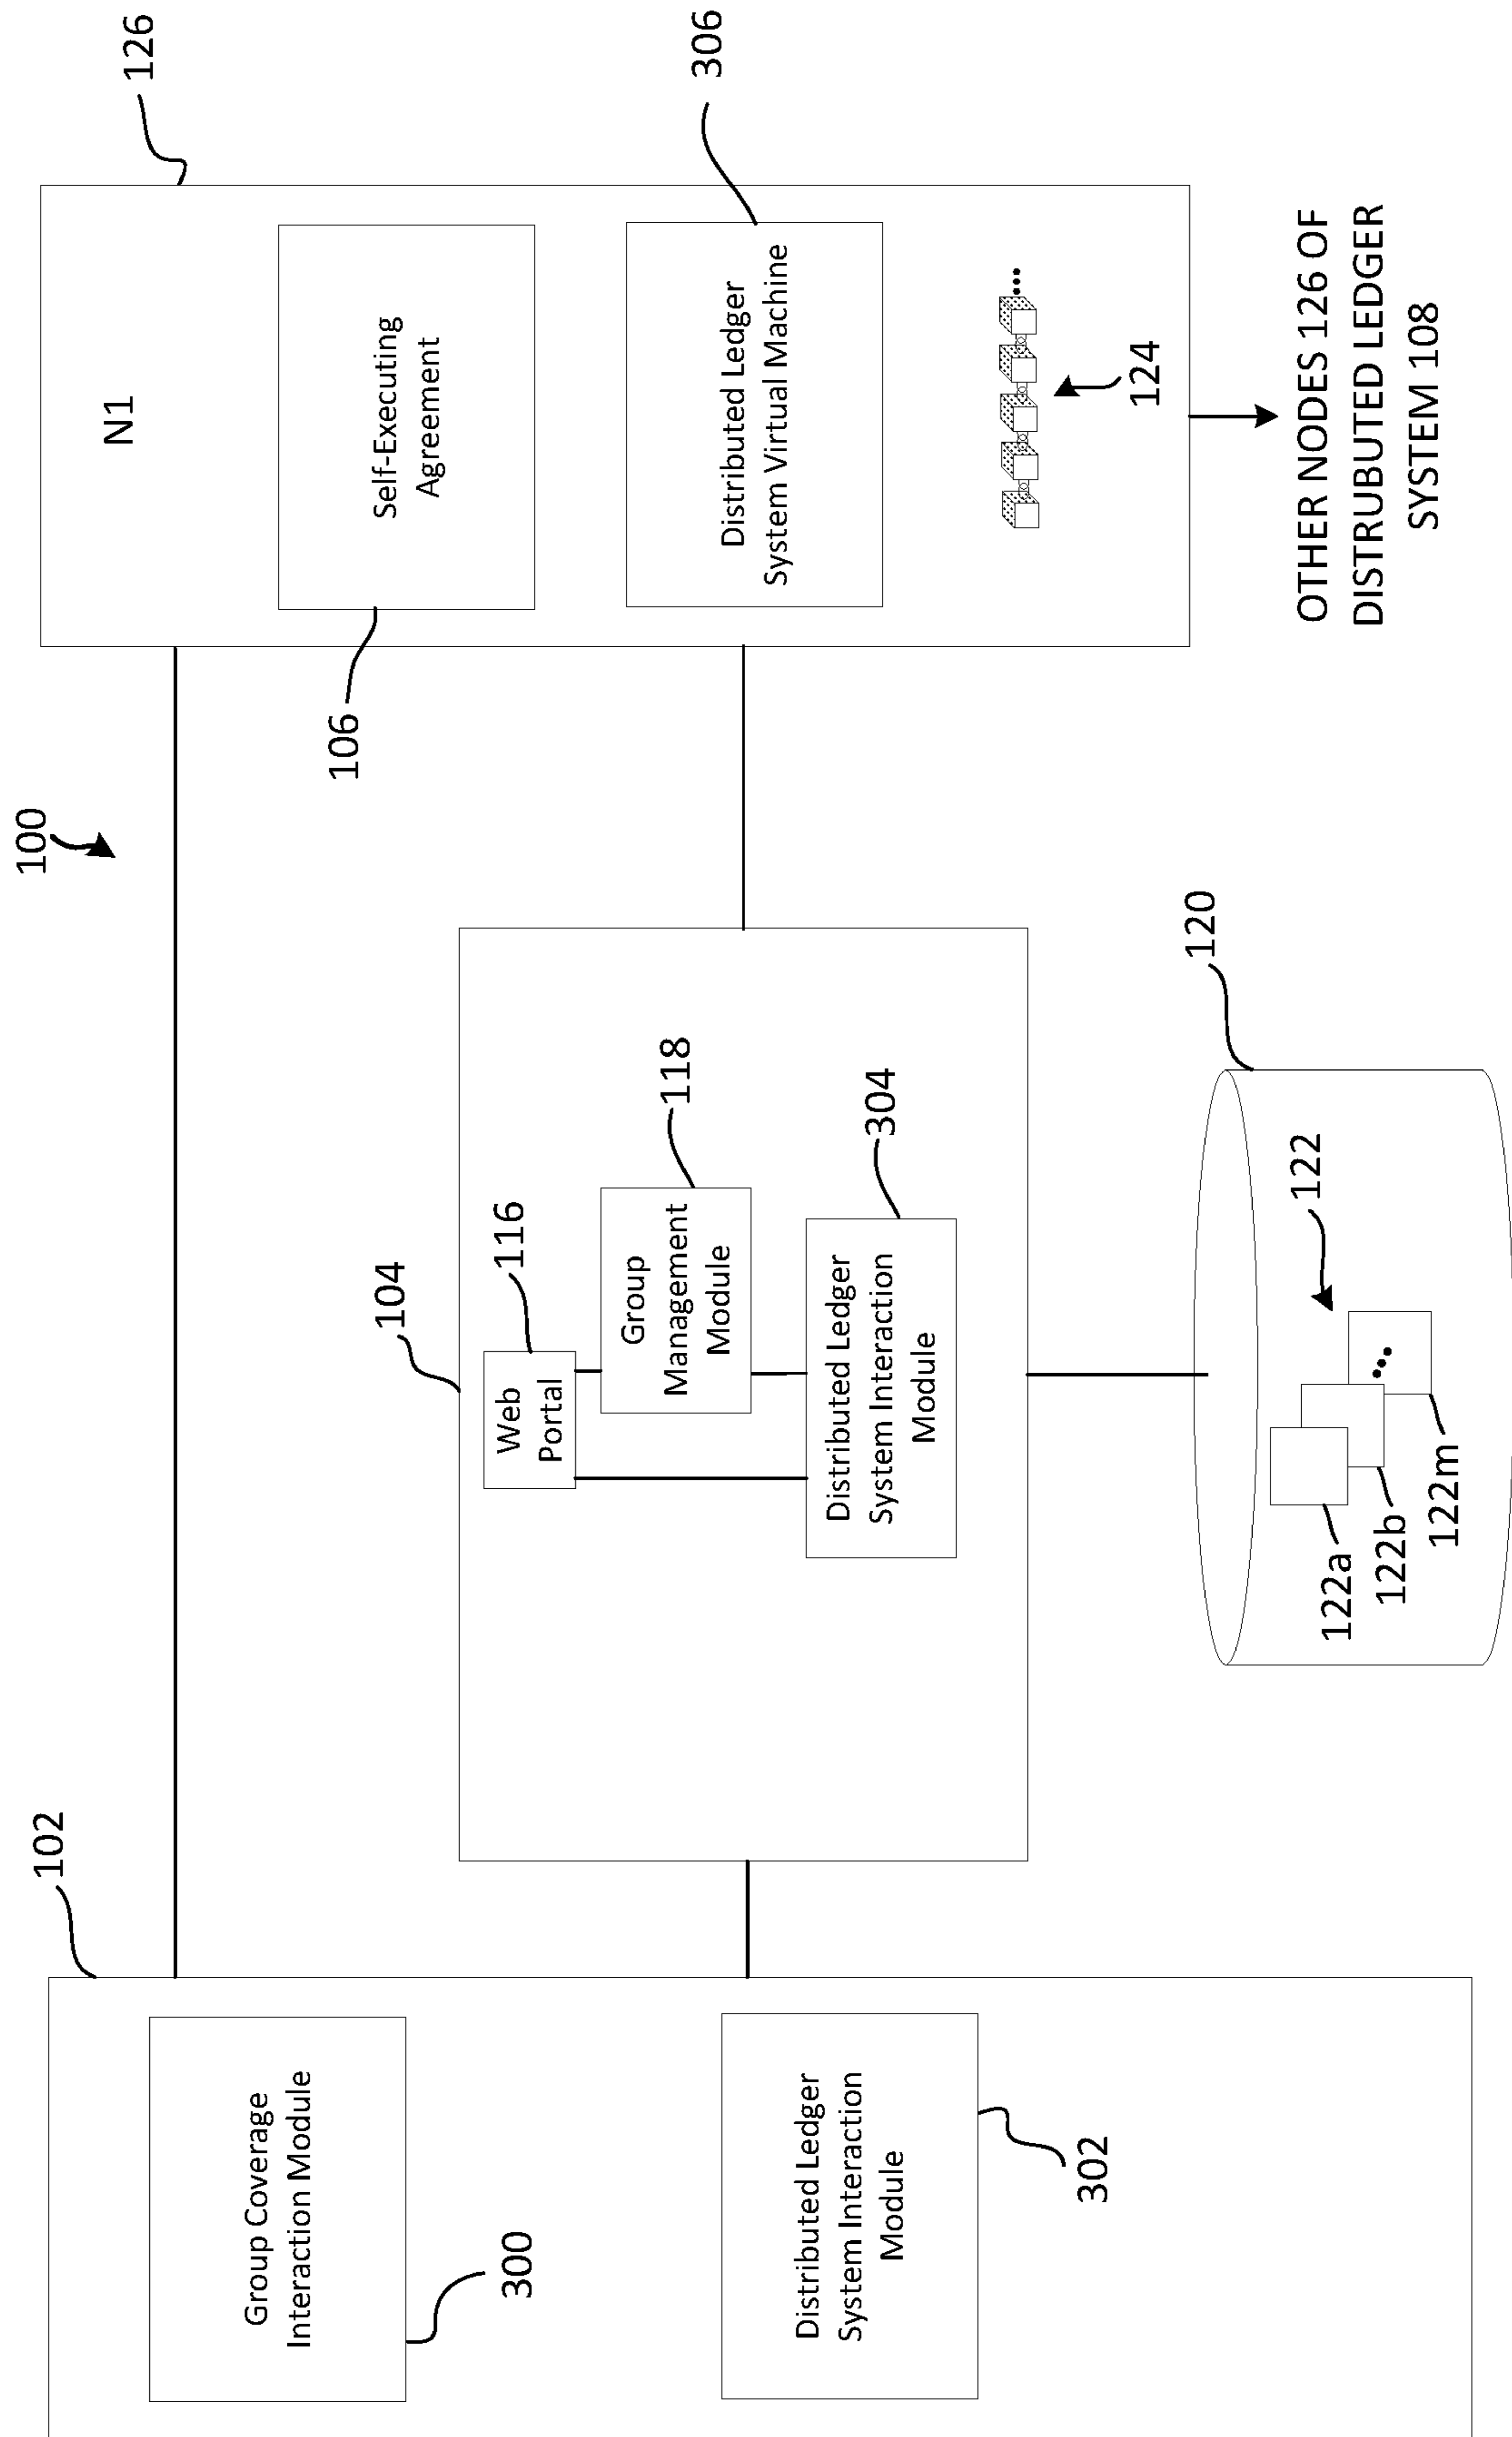 100
102
Group Coverage
Interaction Module
300
Distributed Ledger
System Interaction
Module
302
104
Web
Portal
116
Group
Management
Module
118
Distributed Ledger
System Interaction
Module
304
120
122
122a
122b
122m
126
N1
Self-Executing
Agreement
106
Distributed Ledger
System Virtual Machine
306
124
OTHER NODES 126 OF
DISTRUBUTED LEDGER
SYSTEM 108